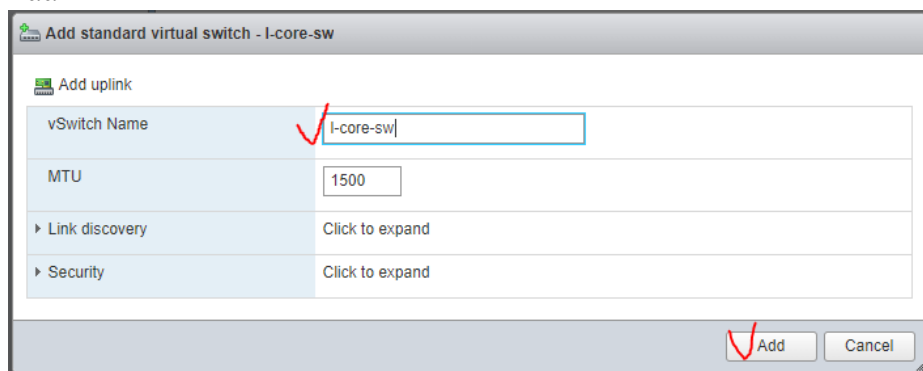 Add standard virtual switch - I-core-sw
Add uplink
vSwitch Name I-core-sw
MTU 1500
Link discovery Click to expand
Security Click to expand
Add Cancel